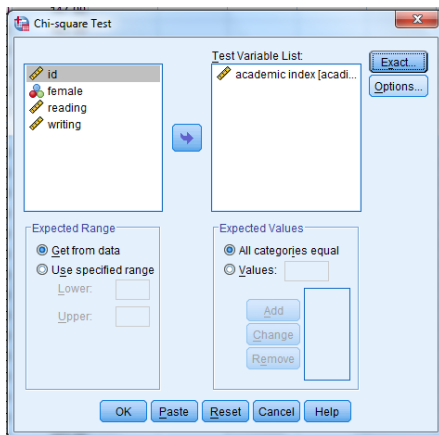 Chi-square Test
Test Variable List:
id
female
reading
writing
academic index [acadi...
Exact...
Options...
Expected Range
Get from data
Use specified range
Lower:
Upper:
Expected Values
All categories equal
Values:
Add
Change
Remove
OK Paste Reset Cancel Help